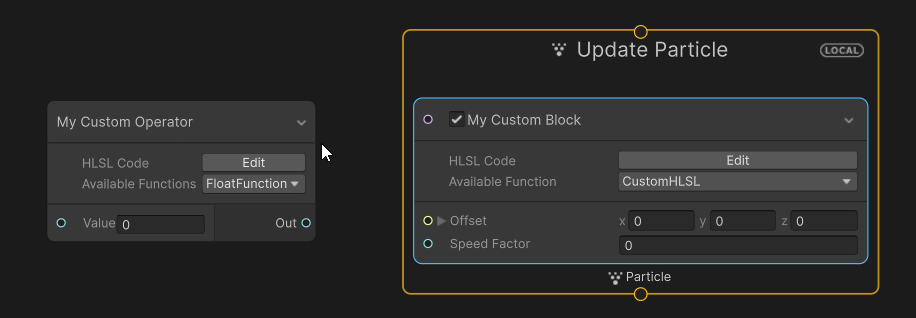 My Custom Operator
HLSL Code Edit
Available Functions FloatFunction
Value 0 Out
Update Particle LOCAL
My Custom Block
HLSL Code Edit
Available Function CustomHLSL
Offset x 0 y 0 z 0
Speed Factor 0
Particle